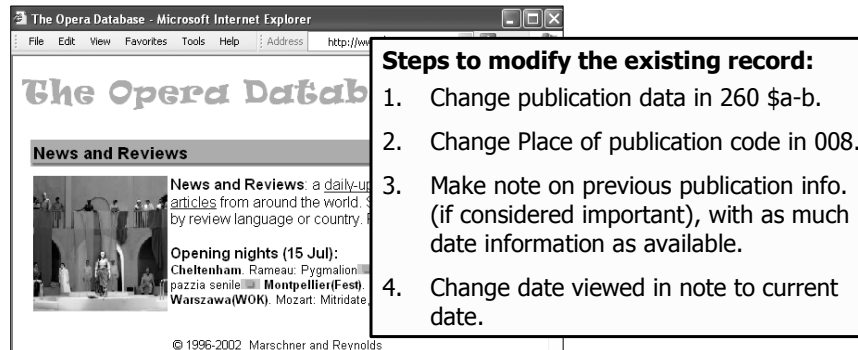 The Opera Database - Microsoft Internet Explorer
File Edit View Favorites Tools Help Address http://ww
The Opera Datab
News and Reviews
News and Reviews: a daily-up
articles from around the world. S
by review language or country.
Opening nights (15 Jul):
Cheltenham. Rameau: Pygmalion
pazzia senile Montpellier(Fest).
Warszawa(WOK). Mozart: Mitridate,
© 1996-2002 Marschner and Reynolds
Steps to modify the existing record:
1. Change publication data in 260 $a-b.
2. Change Place of publication code in 008.
3. Make note on previous publication info.
(if considered important), with as much
date information as available.
4. Change date viewed in note to current
date.